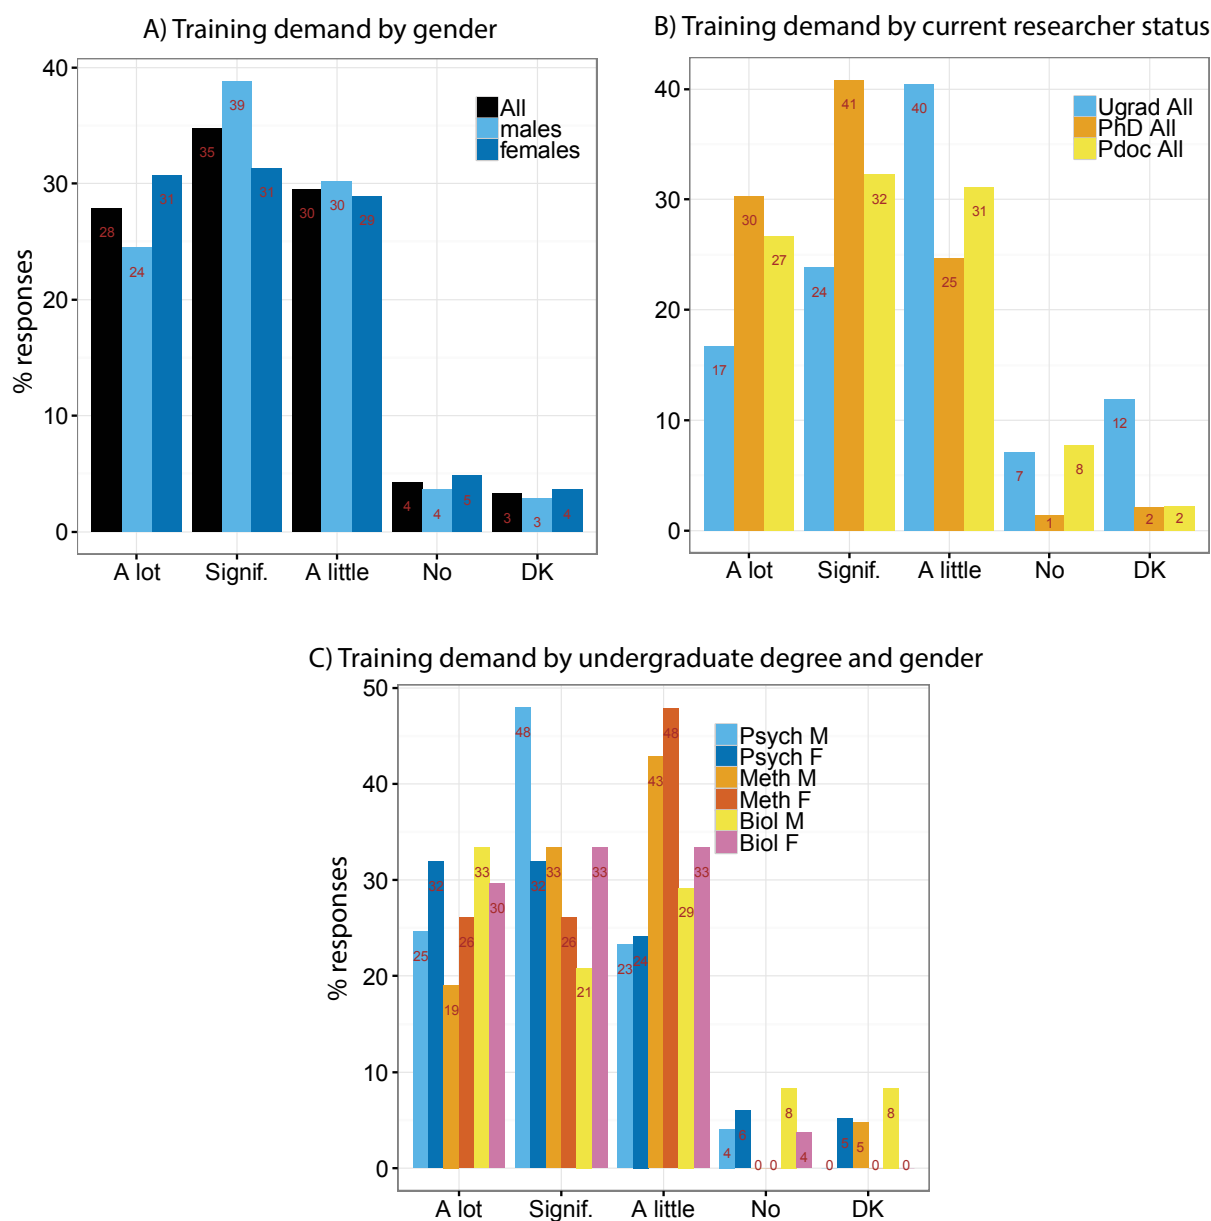 A) Training demand by gender
% responses
40
30
20
10
0
All
males
females
28
24
31
35
39
31
30
30
29
4
4
5
3
3
4
A lot
Signif.
A little
No
DK
B) Training demand by current researcher status
40
30
20
10
0
Ugrad All
PhD All
Pdoc All
17
30
27
24
41
32
40
25
31
7
1
8
12
2
2
A lot
Signif.
A little
No
DK
C) Training demand by undergraduate degree and gender
% responses
50
40
30
20
10
0
Psych M
Psych F
Meth M
Meth F
Biol M
Biol F
25
32
19
26
33
30
48
32
33
26
21
33
23
24
43
48
29
33
4
6
0
0
8
4
0
5
5
0
8
0
A lot
Signif.
A little
No
DK